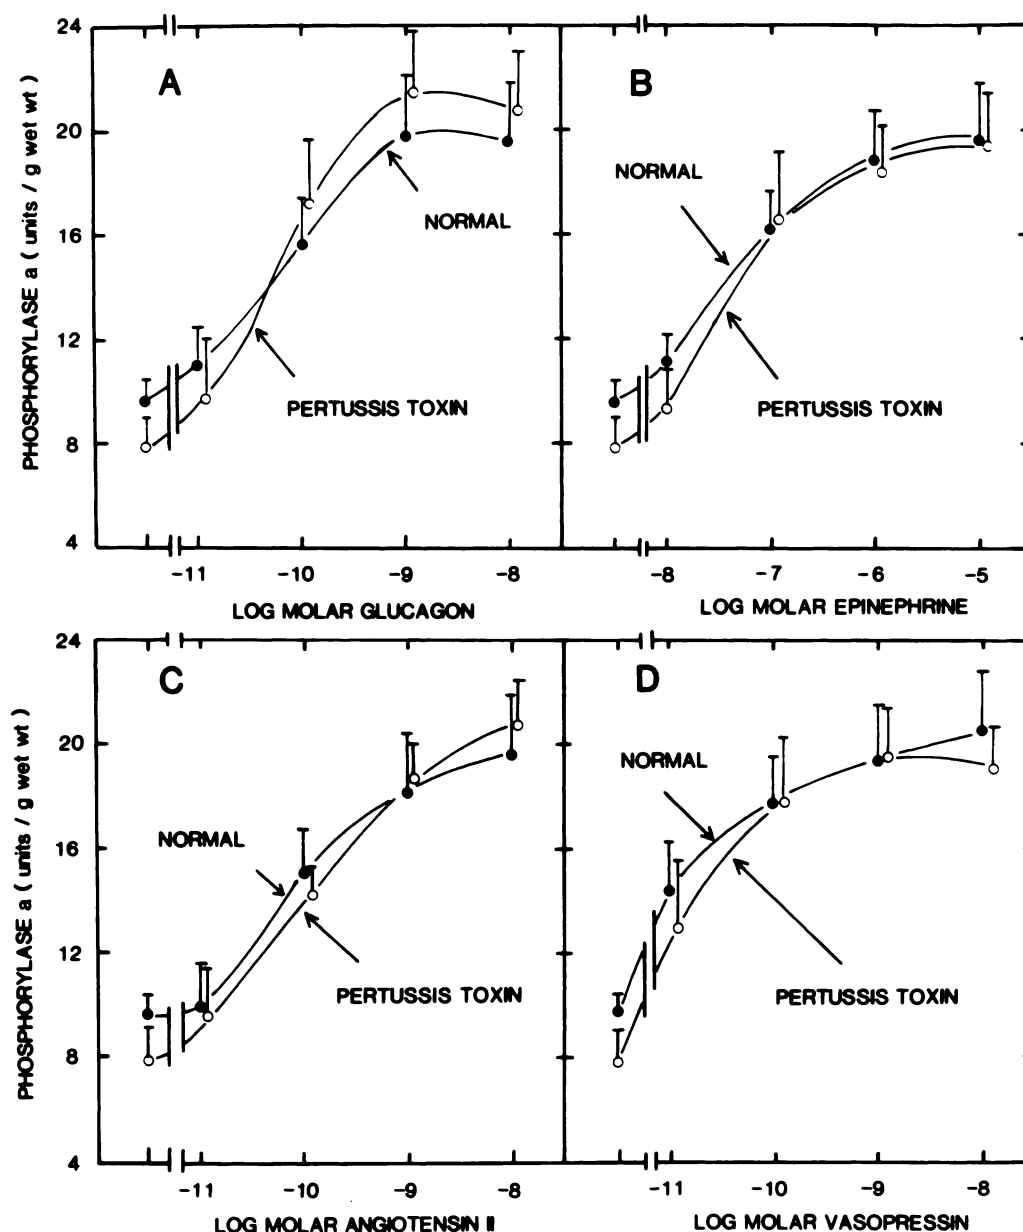 PHOSPHORYLASE a ( units / g wet wt )
24
20
16
12
8
4
A
NORMAL
PERTUSSIS TOXIN
-11 -10 -9 -8
LOG MOLAR GLUCAGON
B
NORMAL
PERTUSSIS TOXIN
-8 -7 -6 -5
LOG MOLAR EPINEPHRINE
PHOSPHORYLASE a ( units / g wet wt )
24
20
16
12
8
4
C
NORMAL
PERTUSSIS TOXIN
-11 -10 -9 -8
LOG MOLAR ANGIOTENSIN II
D
NORMAL
PERTUSSIS TOXIN
-11 -10 -9 -8
LOG MOLAR VASOPRESSIN